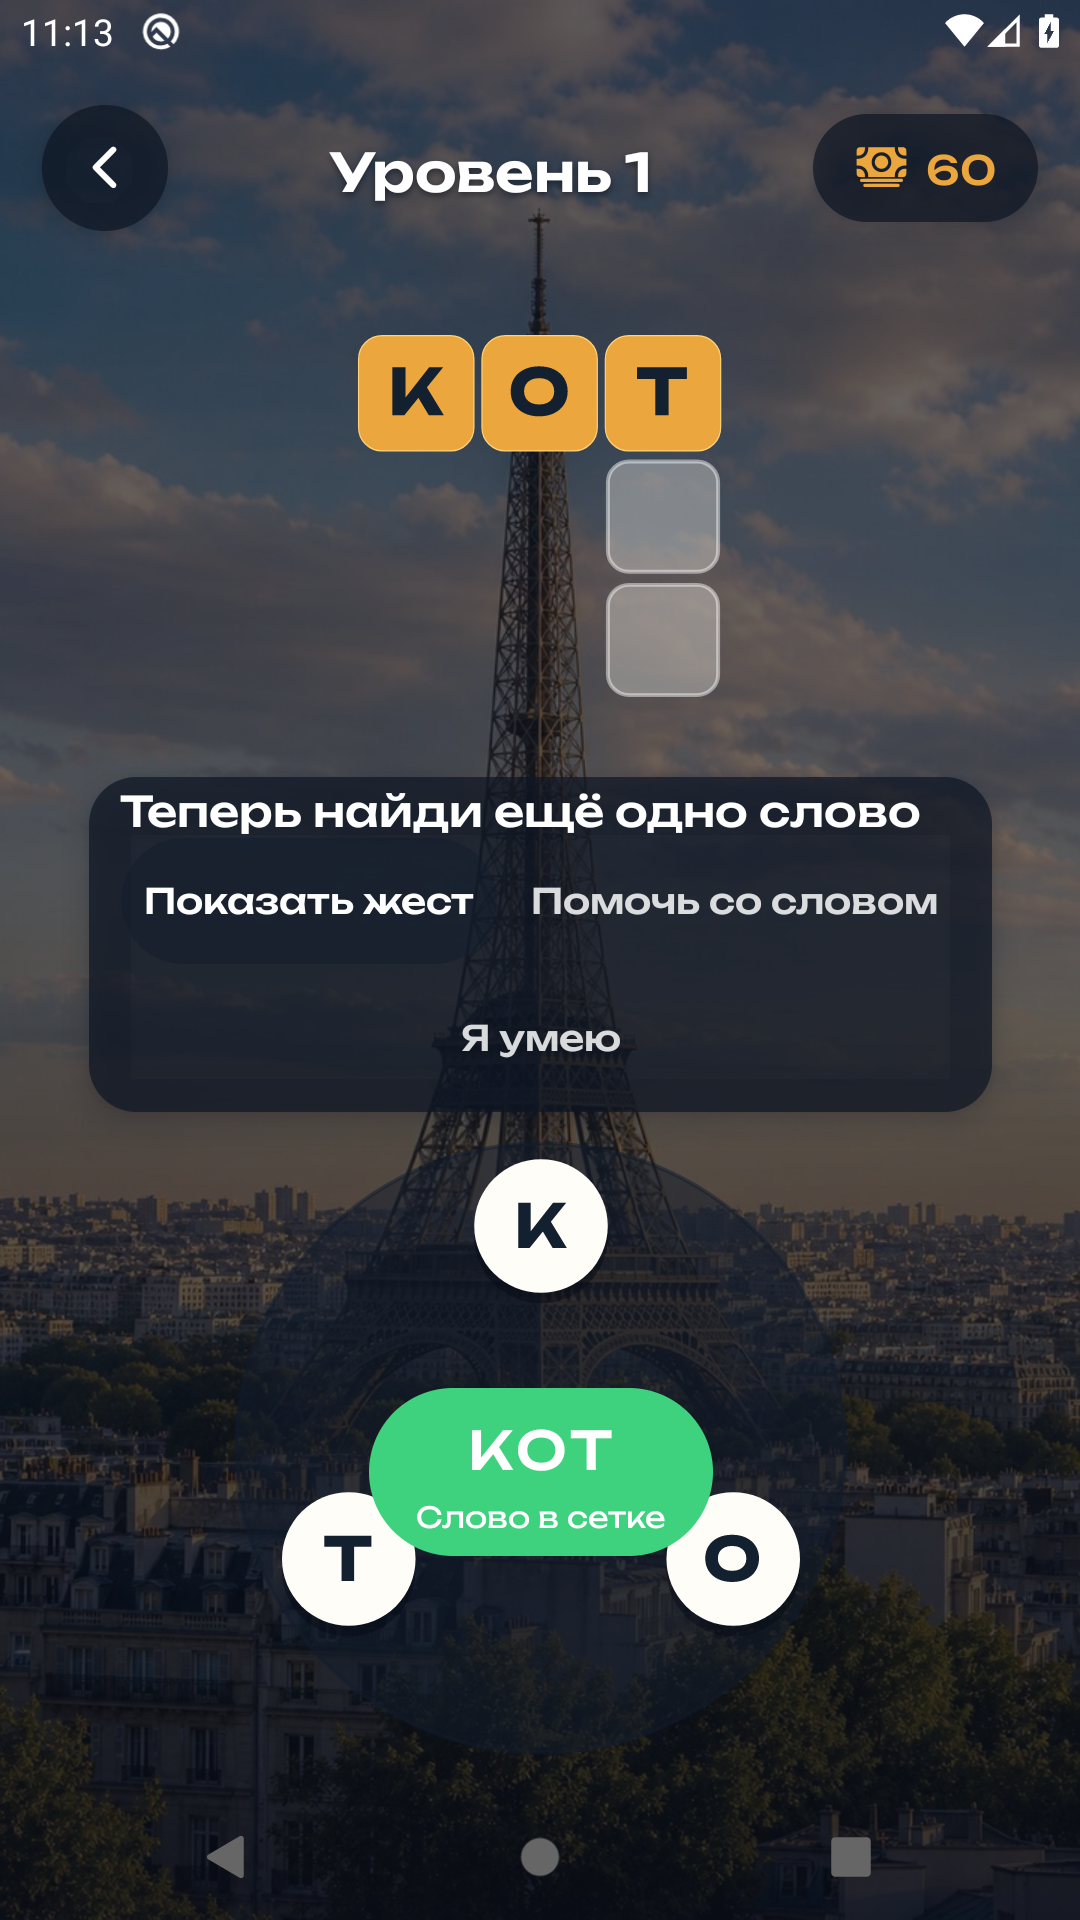 11:13
Уровень 1
60
К О Т
Теперь найди ещё одно слово
Показать жест Помочь со словом
Я умею
К
КОТ
Слово в сетке
Т О